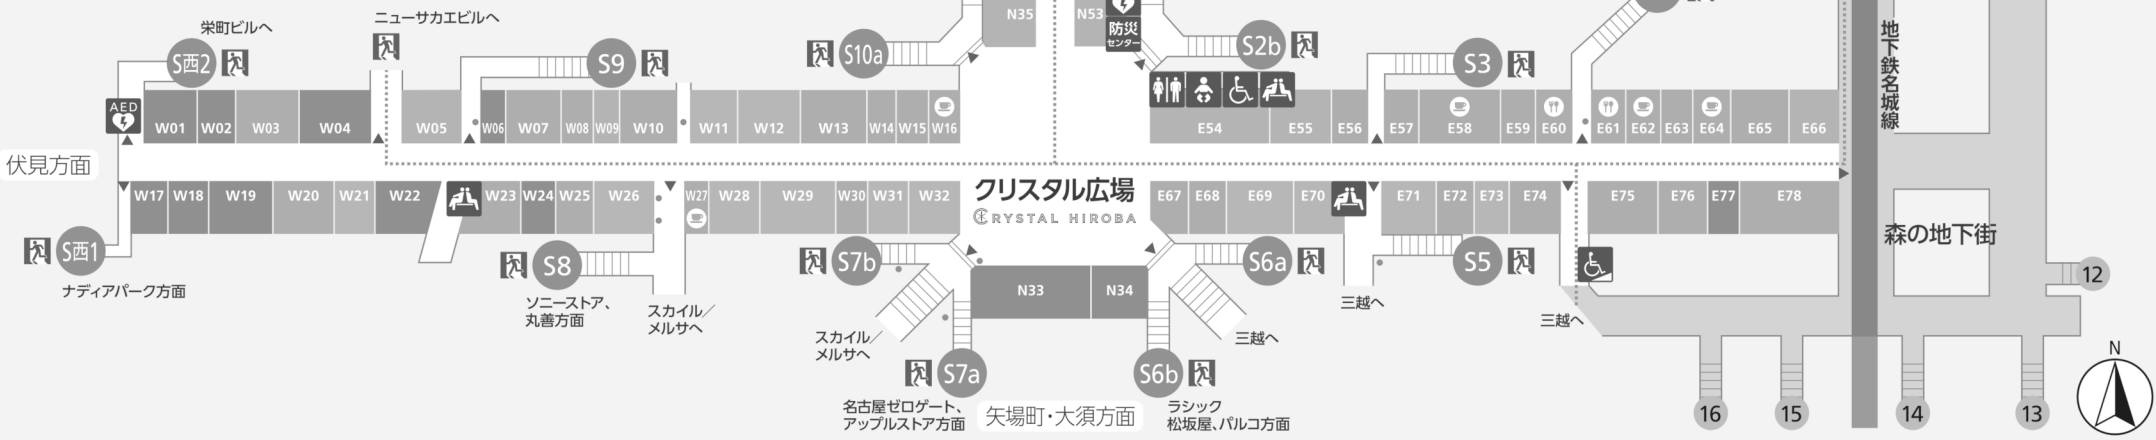 栄町ビルへ
ニューサカエビルへ
N35
N53
防災
センター
地下鉄名城線
S西2
S9
S10a
S2b
S3
AED
W01
W02
W03
W04
W05
W06
W07
W08
W09
W10
W11
W12
W13
W14
W15
W16
E54
E55
E56
E57
E58
E59
E60
E61
E62
E63
E64
E65
E66
伏見方面
クリスタル広場
CRYSTAL HIROBA
W17
W18
W19
W20
W21
W22
W23
W24
W25
W26
W27
W28
W29
W30
W31
W32
E67
E68
E69
E70
E71
E72
E73
E74
E75
E76
E77
E78
森の地下街
S西1
S8
S7b
S6a
S5
12
ナディアパーク方面
ソニーストア、
丸善方面
スカイル/
メルサへ
N33
N34
三越へ
三越へ
スカイル/
メルサへ
三越へ
S7a
S6b
名古屋ゼロゲート、
アップルストア方面
矢場町・大須方面
ラシック
松坂屋、パルコ方面
16
15
14
13
N